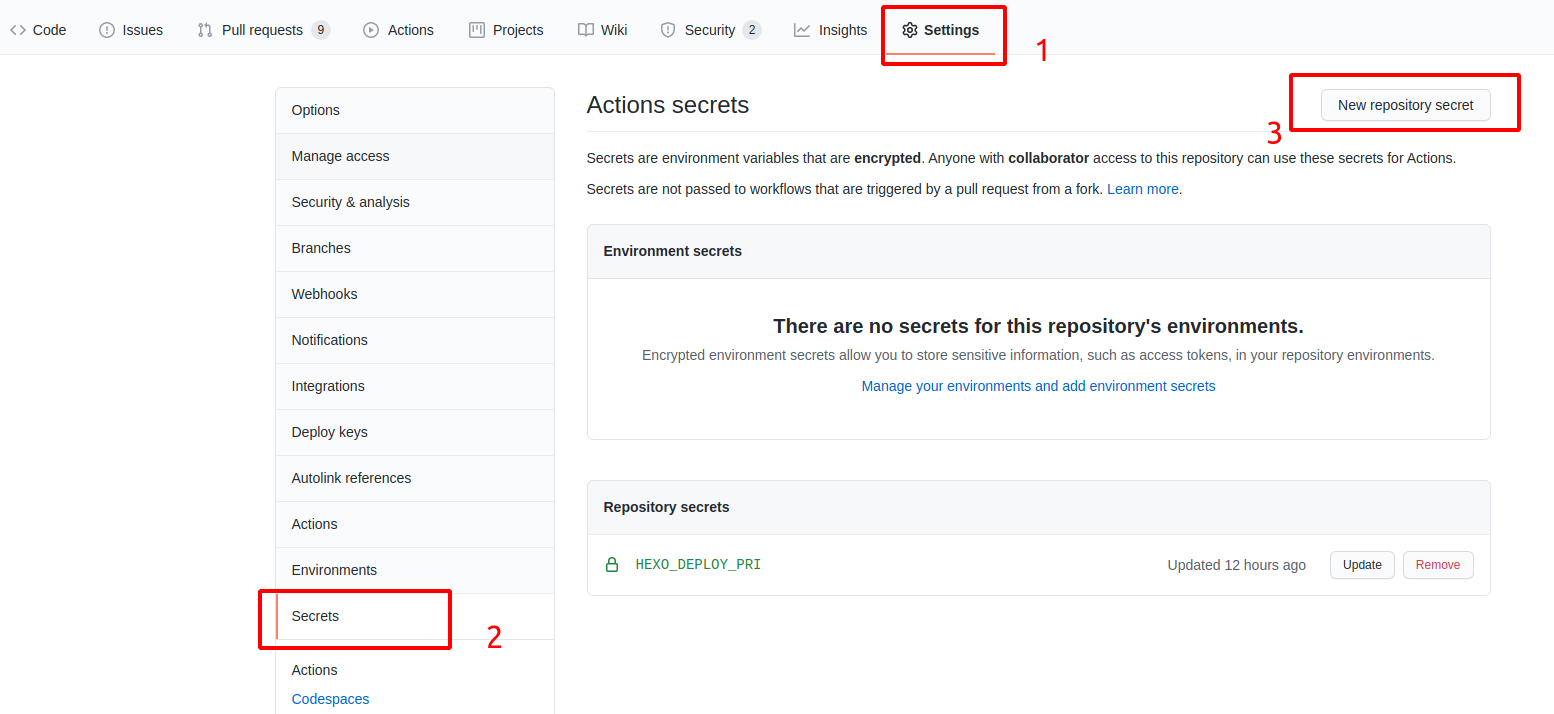 Code Issues Pull requests 9 Actions Projects Wiki Security 2 Insights Settings
1
Options
Manage access
Security & analysis
Branches
Webhooks
Notifications
Integrations
Deploy keys
Autolink references
Actions
Environments
Secrets
2
Actions
Codespaces
Actions secrets
New repository secret
3
Secrets are environment variables that are encrypted. Anyone with collaborator access to this repository can use these secrets for Actions.
Secrets are not passed to workflows that are triggered by a pull request from a fork. Learn more.
Environment secrets
There are no secrets for this repository's environments.
Encrypted environment secrets allow you to store sensitive information, such as access tokens, in your repository environments.
Manage your environments and add environment secrets
Repository secrets
HEXO_DEPLOY_PRI Updated 12 hours ago Update Remove